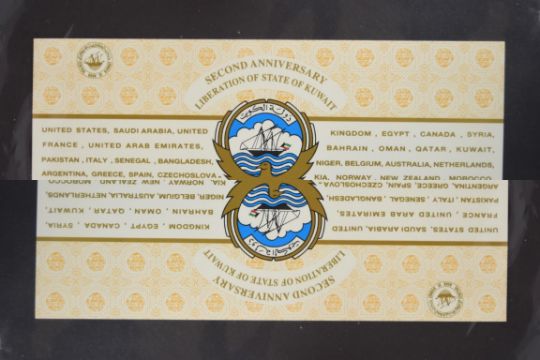 SECOND ANNIVERSARY
LIBERATION OF STATE OF KUWAIT
دولة الكويت
UNITED STATES, SAUDI ARABIA, UNITED KINGDOM , EGYPT , CANADA , SYRIA,
FRANCE , UNITED ARAB EMIRATES, BAHRAIN , OMAN , QATAR , KUWAIT,
PAKISTAN , ITALY , SENEGAL , BANGLADESH, NIGER, BELGIUM, AUSTRALIA, NETHERLANDS,
ARGENTINA, GREECE, SPAIN, CZECHOSLOVA- KIA, NORWAY, NEW ZEALAND, MOROCCO
ARGENTINA, GREECE, SPAIN, CZECHOSLOVA- KIA, NORWAY, NEW ZEALAND, MOROCCO
PAKISTAN , ITALY , SENEGAL , BANGLADESH, NIGER, BELGIUM, AUSTRALIA, NETHERLANDS,
FRANCE , UNITED ARAB EMIRATES, BAHRAIN , OMAN , QATAR , KUWAIT,
UNITED STATES, SAUDI ARABIA, UNITED KINGDOM , EGYPT , CANADA , SYRIA,
دولة الكويت
LIBERATION OF STATE OF KUWAIT
SECOND ANNIVERSARY